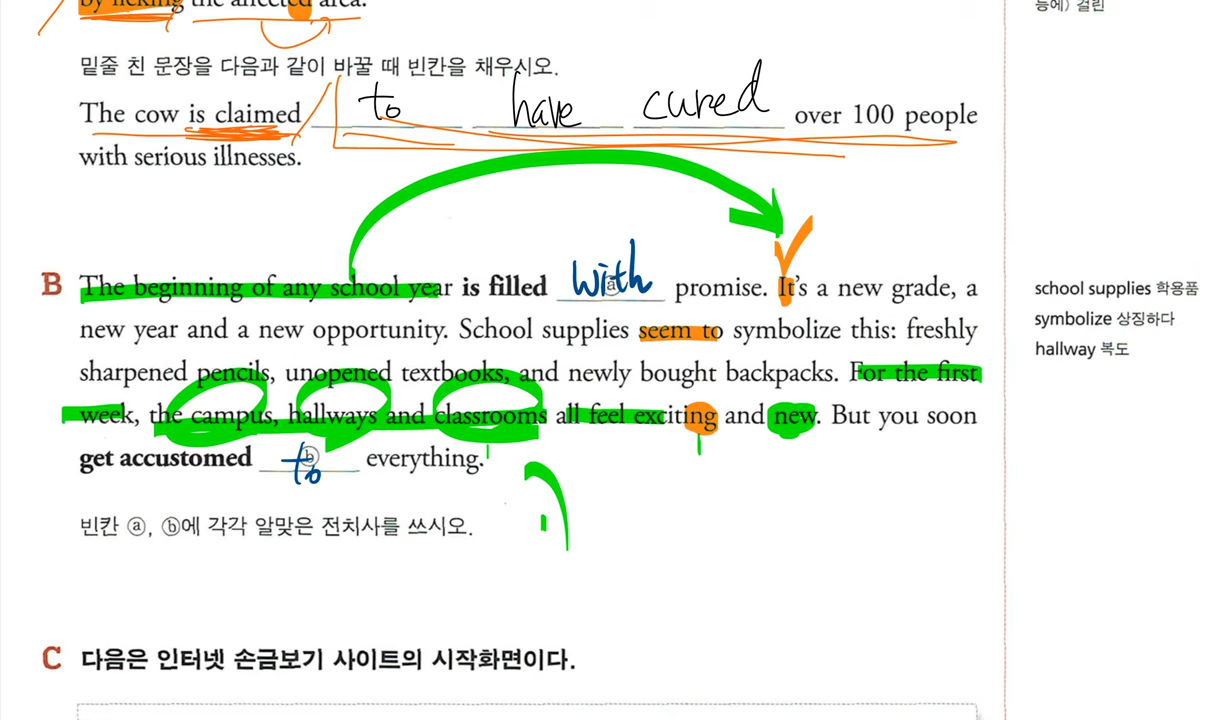 by licking the affected area.
등에) 걸린
밑줄 친 문장을 다음과 같이 바꿀 때 빈칸을 채우시오.
The cow is claimed to have cured over 100 people
with serious illnesses.
B The beginning of any school year is filled ⓐ with promise. It's a new grade, a
new year and a new opportunity. School supplies seem to symbolize this: freshly
sharpened pencils, unopened textbooks, and newly bought backpacks. For the first
week, the campus, hallways and classrooms all feel exciting and new. But you soon
get accustomed ⓑ to everything.
school supplies 학용품
symbolize 상징하다
hallway 복도
빈칸 ⓐ, ⓑ에 각각 알맞은 전치사를 쓰시오.
C 다음은 인터넷 손금보기 사이트의 시작화면이다.